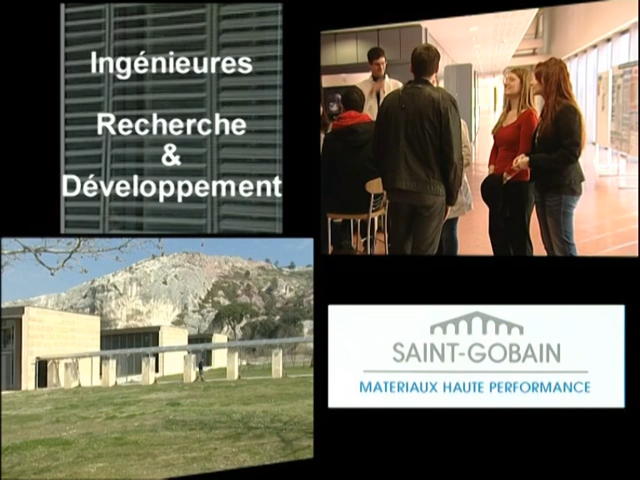 Ingénieures
Recherche
&
Développement
SAINT-GOBAIN
MATERIAUX HAUTE PERFORMANCE